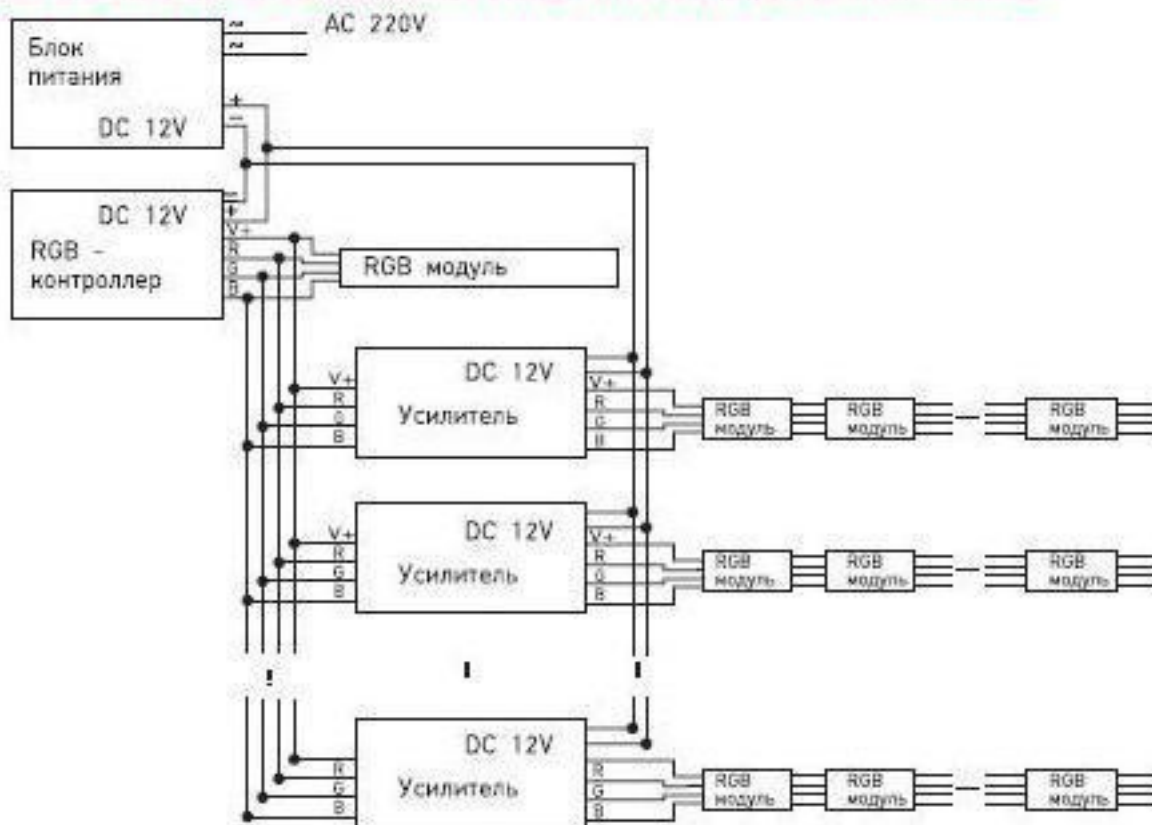 ~
~
AC 220V
Блок
питания
+
-
DC 12V
DC 12V
-
+
V+
RGB -
контроллер
R
G
B
RGB модуль
DC 12V
Усилитель
V+
R
G
B
V+
R
G
B
RGB
модуль
RGB
модуль
RGB
модуль
DC 12V
Усилитель
V+
R
G
B
V+
R
G
B
RGB
модуль
RGB
модуль
RGB
модуль
DC 12V
Усилитель
R
G
B
R
G
B
RGB
модуль
RGB
модуль
RGB
модуль